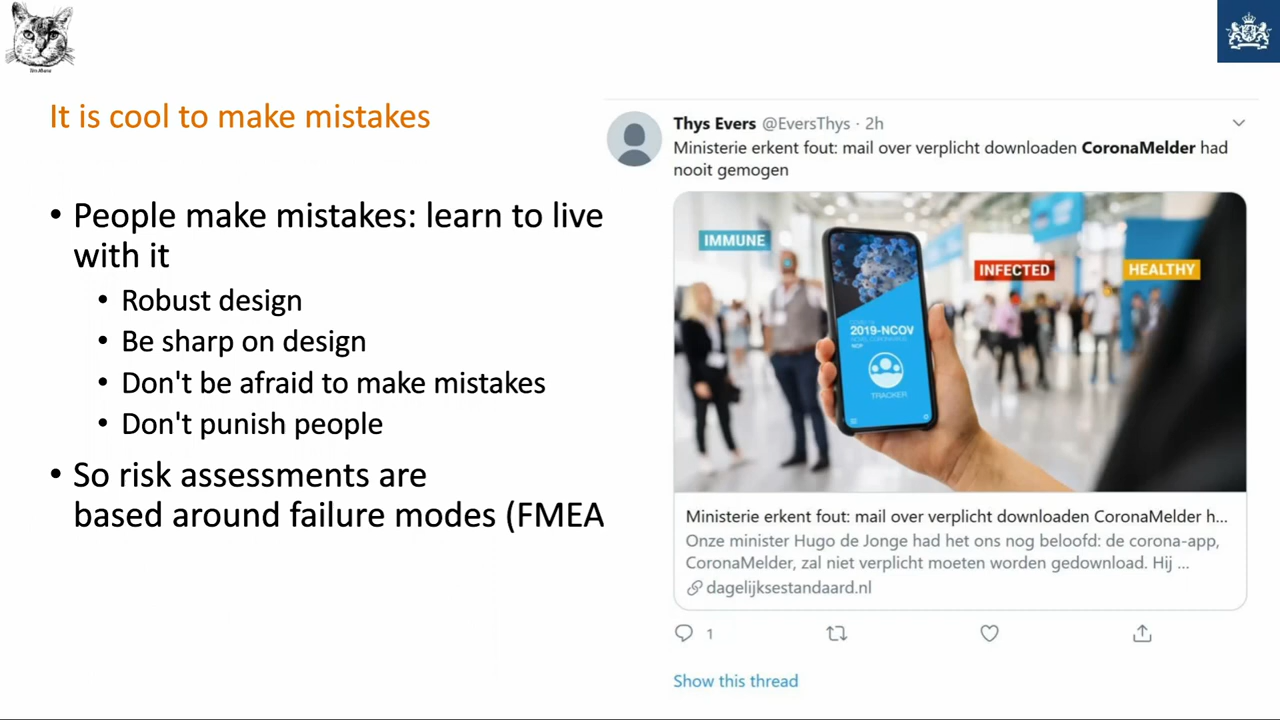 It is cool to make mistakes
• People make mistakes: learn to live
with it
• Robust design
• Be sharp on design
• Don't be afraid to make mistakes
• Don't punish people
• So risk assessments are
based around failure modes (FMEA
Thys Evers @EversThys · 2h
Ministerie erkent fout: mail over verplicht downloaden CoronaMelder had
nooit gemogen
IMMUNE
INFECTED
HEALTHY
2019-NCOV
TRACKER
Ministerie erkent fout: mail over verplicht downloaden CoronaMelder h...
Onze minister Hugo de Jonge had het ons nog beloofd: de corona-app,
CoronaMelder, zal niet verplicht moeten worden gedownload. Hij ...
dagelijksestandaard.nl
1
Show this thread